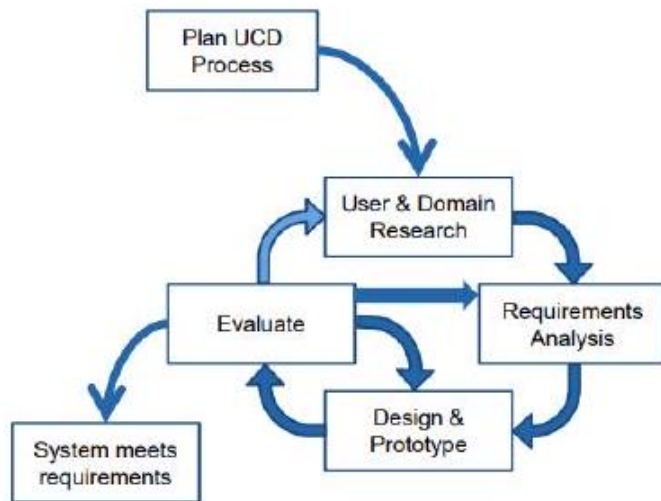 Plan UCD
Process
User & Domain
Research
Evaluate
Requirements
Analysis
Design &
Prototype
System meets
requirements